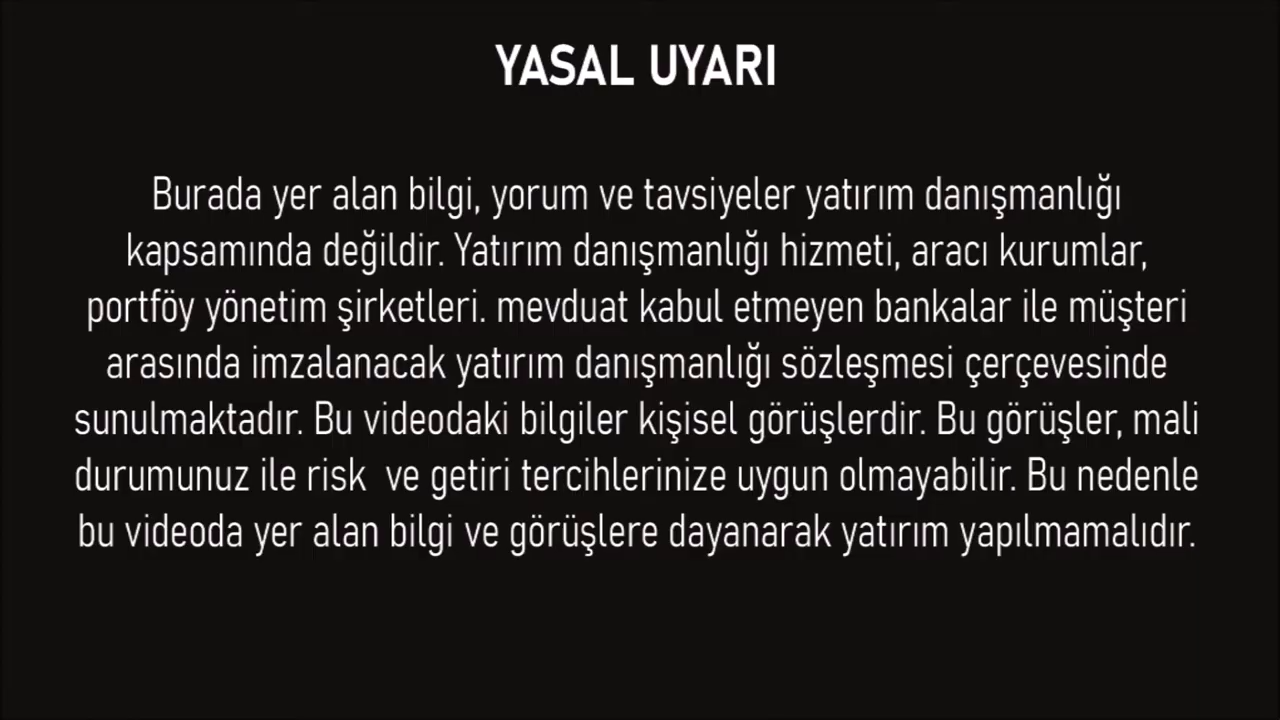 YASAL UYARI
Burada yer alan bilgi, yorum ve tavsiyeler yatırım danışmanlığı
kapsamında değildir. Yatırım danışmanlığı hizmeti, aracı kurumlar,
portföy yönetim şirketleri. mevduat kabul etmeyen bankalar ile müşteri
arasında imzalanacak yatırım danışmanlığı sözleşmesi çerçevesinde
sunulmaktadır. Bu videodaki bilgiler kişisel görüşlerdir. Bu görüşler, mali
durumunuz ile risk  ve getiri tercihlerinize uygun olmayabilir. Bu nedenle
bu videoda yer alan bilgi ve görüşlere dayanarak yatırım yapılmamalıdır.